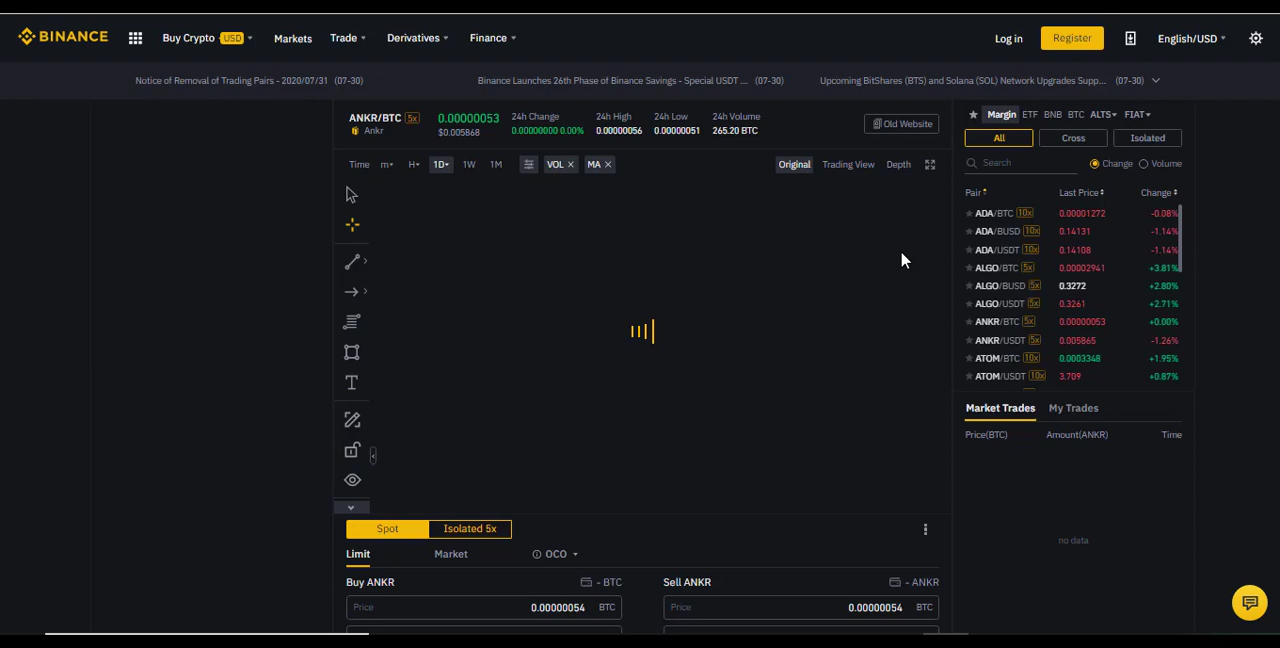 BINANCE Buy Crypto USD Markets Trade Derivatives Finance Log in Register English/USD
Notice of Removal of Trading Pairs - 2020/07/31 (07-30) Binance Launches 26th Phase of Binance Savings - Special USDT ... (07-30) Upcoming BitShares (BTS) and Solana (SOL) Network Upgrades Supp... (07-30)
ANKR/BTC 5x
Ankr
0.00000053
$0.005868
24h Change
0.00000000 0.00%
24h High
0.00000056
24h Low
0.00000051
24h Volume
265.20 BTC
Old Website
Time m H 1D 1W 1M VOL × MA × Original Trading View Depth
Spot Isolated 5x
Limit Market OCO
Buy ANKR - BTC
Price 0.00000054 BTC
Sell ANKR - ANKR
Price 0.00000054 BTC
Margin ETF BNB BTC ALTS FIAT
All Cross Isolated
Search Change Volume
Pair Last Price Change
ADA/BTC 10x 0.00001272 -0.08%
ADA/BUSD 10x 0.14131 -1.14%
ADA/USDT 10x 0.14108 -1.14%
ALGO/BTC 5x 0.00002941 +3.81%
ALGO/BUSD 5x 0.3272 +2.80%
ALGO/USDT 5x 0.3261 +2.71%
ANKR/BTC 5x 0.00000053 +0.00%
ANKR/USDT 5x 0.005865 -1.26%
ATOM/BTC 10x 0.0003348 +1.95%
ATOM/USDT 10x 3.709 +0.87%
Market Trades My Trades
Price(BTC) Amount(ANKR) Time
no data